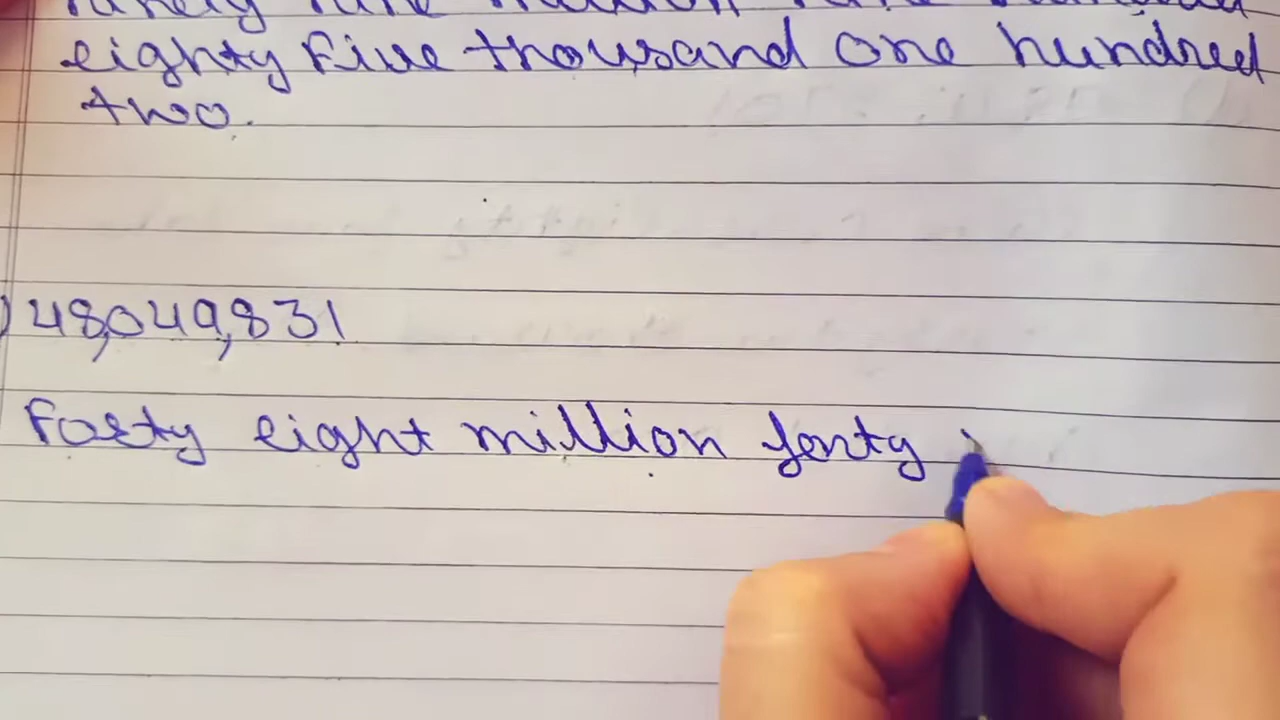 eighty five thousand one hundred
two.
) 48,049,831
Forty eight million forty